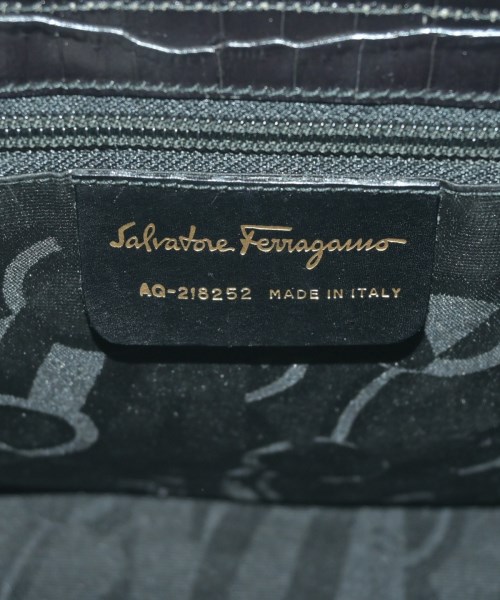 Salvatore Ferragamo
AQ-218252 MADE IN ITALY